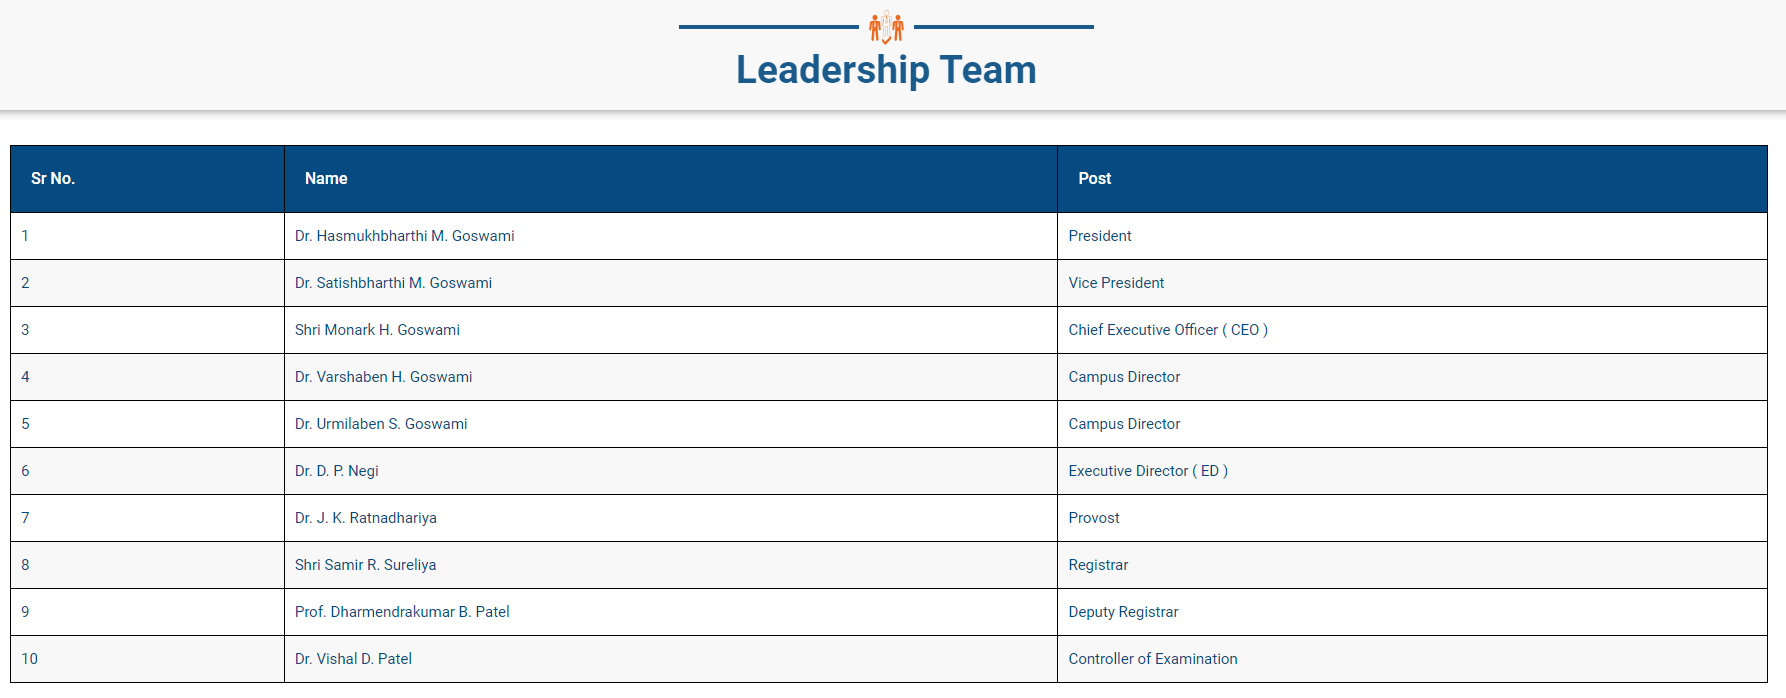 Leadership Team
Sr No. Name Post
1 Dr. Hasmukhbharthi M. Goswami President
2 Dr. Satishbharthi M. Goswami Vice President
3 Shri Monark H. Goswami Chief Executive Officer ( CEO )
4 Dr. Varshaben H. Goswami Campus Director
5 Dr. Urmilaben S. Goswami Campus Director
6 Dr. D. P. Negi Executive Director ( ED )
7 Dr. J. K. Ratnadhariya Provost
8 Shri Samir R. Sureliya Registrar
9 Prof. Dharmendrakumar B. Patel Deputy Registrar
10 Dr. Vishal D. Patel Controller of Examination